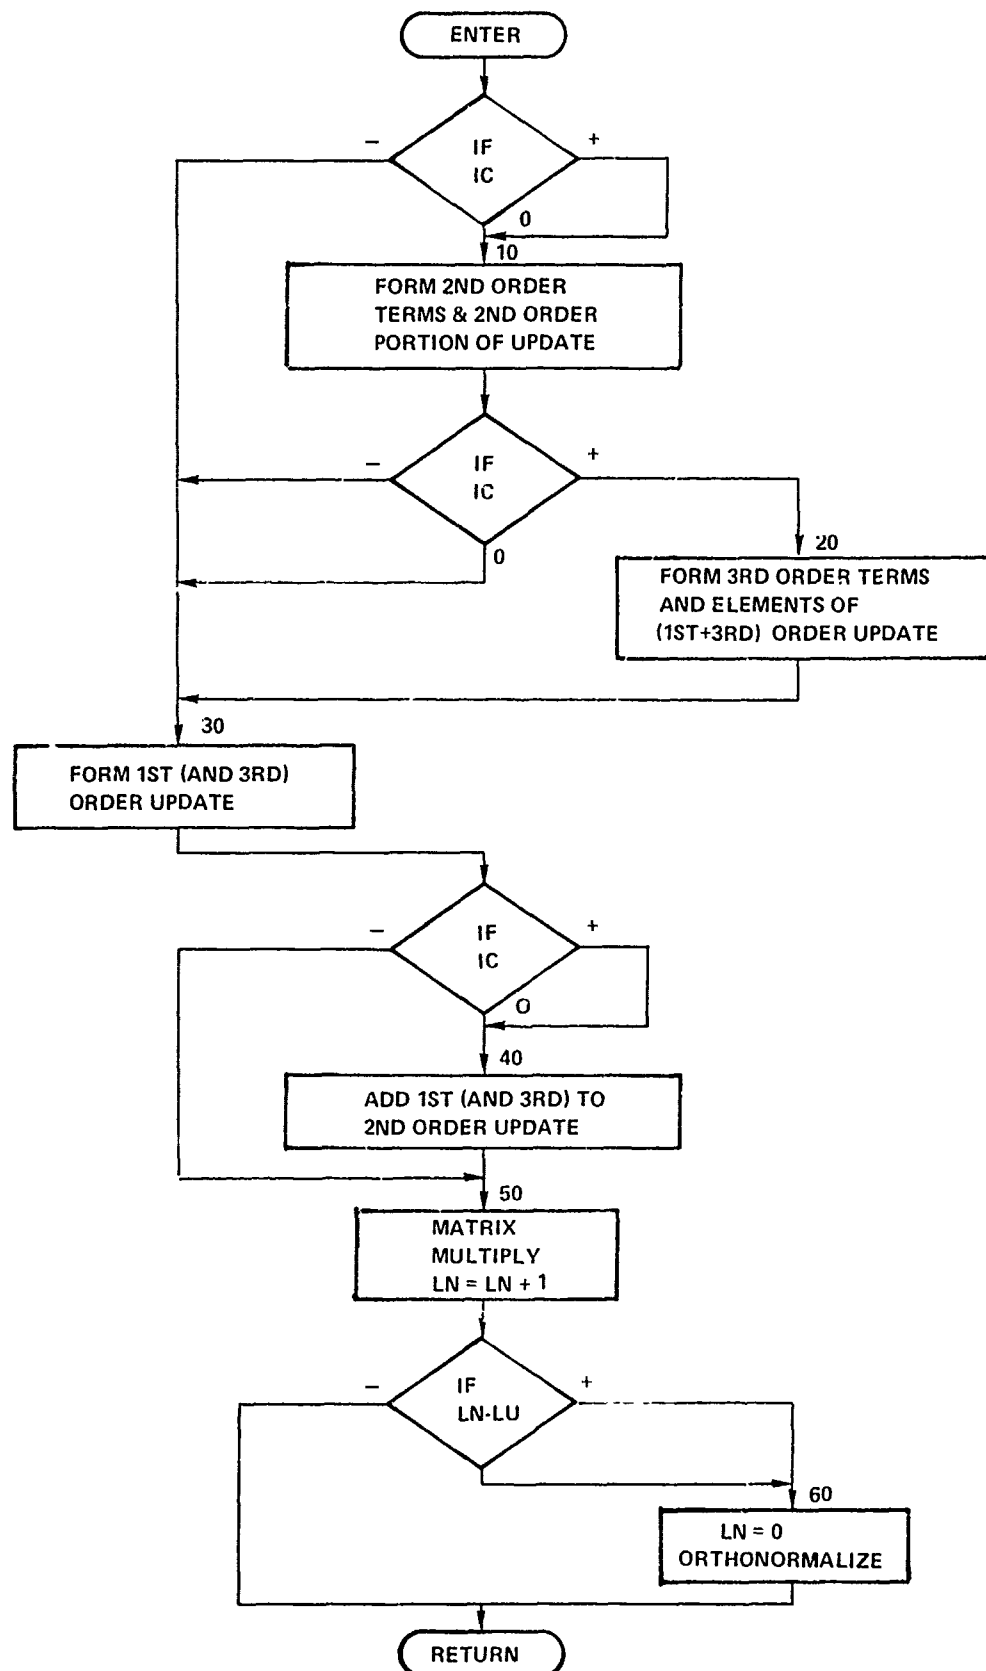 ENTER
–
IF
IC
+
0
10
FORM 2ND ORDER
TERMS & 2ND ORDER
PORTION OF UPDATE
–
IF
IC
+
0
20
FORM 3RD ORDER TERMS
AND ELEMENTS OF
(1ST+3RD) ORDER UPDATE
30
FORM 1ST (AND 3RD)
ORDER UPDATE
–
IF
IC
+
0
40
ADD 1ST (AND 3RD) TO
2ND ORDER UPDATE
50
MATRIX
MULTIPLY
LN = LN + 1
–
IF
LN-LU
+
60
LN = 0
ORTHONORMALIZE
RETURN